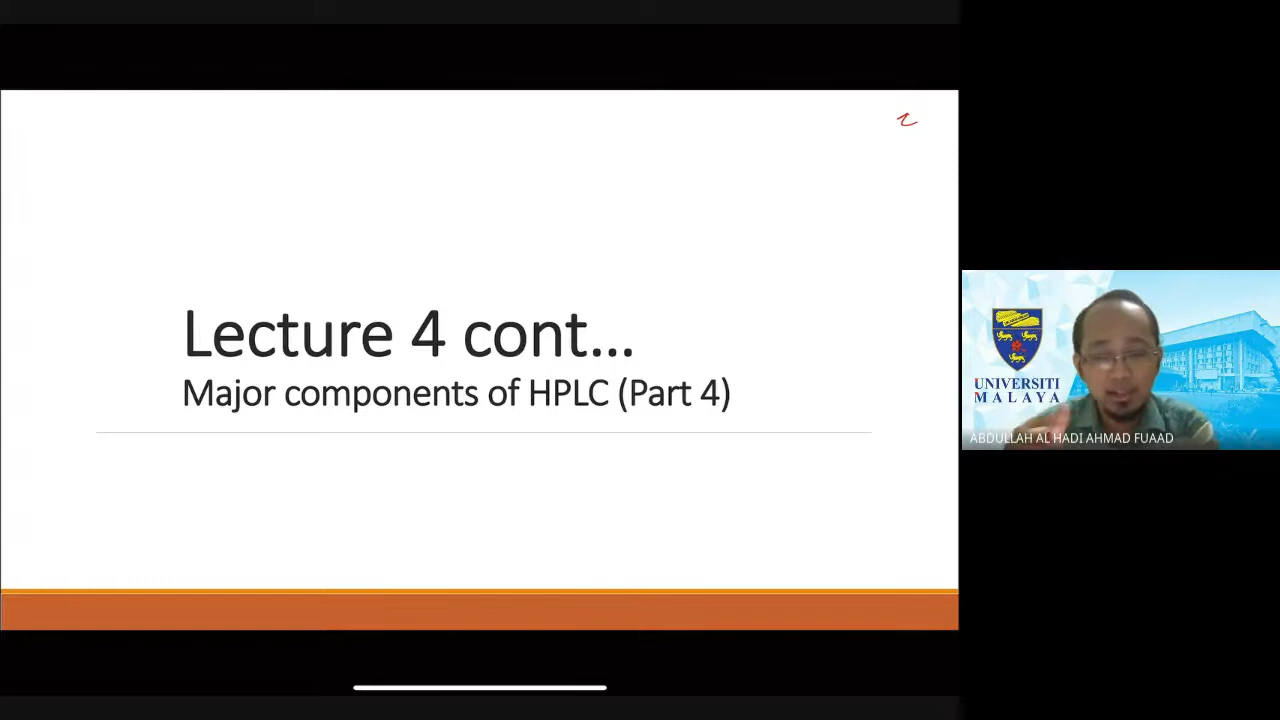 Lecture 4 cont...
Major components of HPLC (Part 4)
UNIVERSITI
MALAYA
ABDULLAH AL HADI AHMAD FUAAD